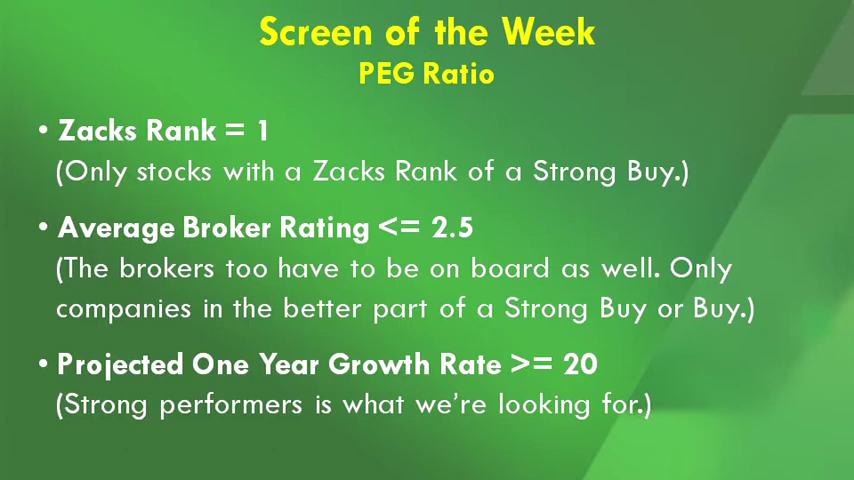 Screen of the Week
PEG Ratio
• Zacks Rank = 1
(Only stocks with a Zacks Rank of a Strong Buy.)
• Average Broker Rating <= 2.5
(The brokers too have to be on board as well. Only
companies in the better part of a Strong Buy or Buy.)
• Projected One Year Growth Rate >= 20
(Strong performers is what we're looking for.)